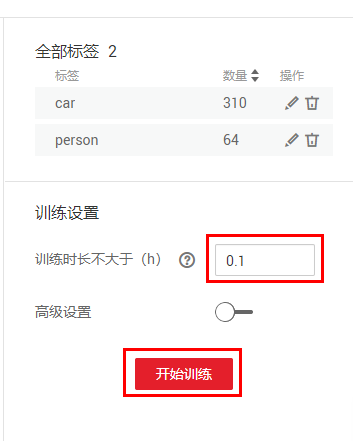 全部标签 2
标签 数量 操作
car 310
person 64
训练设置
训练时长不大于（h） ? 0.1
高级设置
开始训练